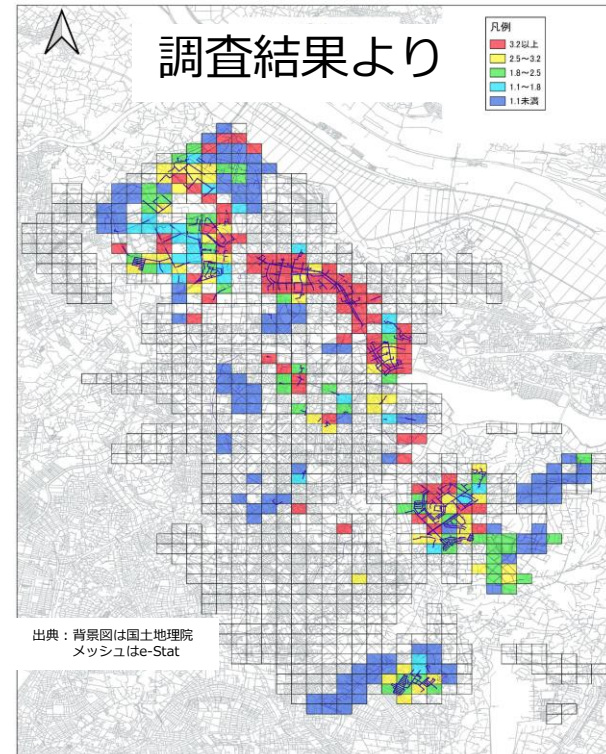 調査結果より
凡例
3.2以上
2.5～3.2
1.8～2.5
1.1～1.8
1.1未満
出典：背景図は国土地理院
メッシュはe-Stat